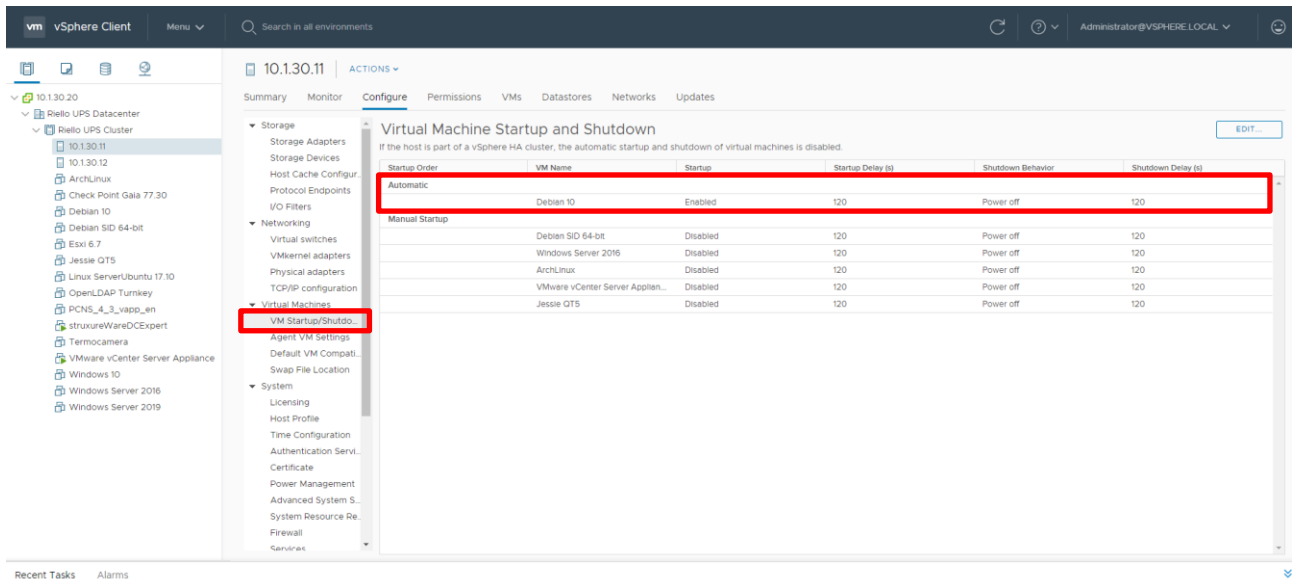 vm vSphere Client Menu Search in all environments Administrator@VSPHERE.LOCAL
10.1.30.20
Riello UPS Datacenter
Riello UPS Cluster
10.1.30.11
10.1.30.12
ArchLinux
Check Point Gaia 77.30
Debian 10
Debian SID 64-bit
Esxi 6.7
Jessie QT5
Linux ServerUbuntu 17.10
OpenLDAP Turnkey
PCNS_4_3_vapp_en
struxureWareDCExpert
Termocamera
VMware vCenter Server Appliance
Windows 10
Windows Server 2016
Windows Server 2019
10.1.30.11 ACTIONS
Summary Monitor Configure Permissions VMs Datastores Networks Updates
Storage
Storage Adapters
Storage Devices
Host Cache Configur..
Protocol Endpoints
I/O Filters
Networking
Virtual switches
VMkernel adapters
Physical adapters
TCP/IP configuration
Virtual Machines
VM Startup/Shutdo...
Agent VM Settings
Default VM Compati...
Swap File Location
System
Licensing
Host Profile
Time Configuration
Authentication Servi...
Certificate
Power Management
Advanced System S...
System Resource Re..
Firewall
Services
Virtual Machine Startup and Shutdown EDIT...
If the host is part of a vSphere HA cluster, the automatic startup and shutdown of virtual machines is disabled.
Startup Order VM Name Startup Startup Delay (s) Shutdown Behavior Shutdown Delay (s)
Automatic
Debian 10 Enabled 120 Power off 120
Manual Startup
Debian SID 64-bit Disabled 120 Power off 120
Windows Server 2016 Disabled 120 Power off 120
ArchLinux Disabled 120 Power off 120
VMware vCenter Server Applian... Disabled 120 Power off 120
Jessie QT5 Disabled 120 Power off 120
Recent Tasks Alarms